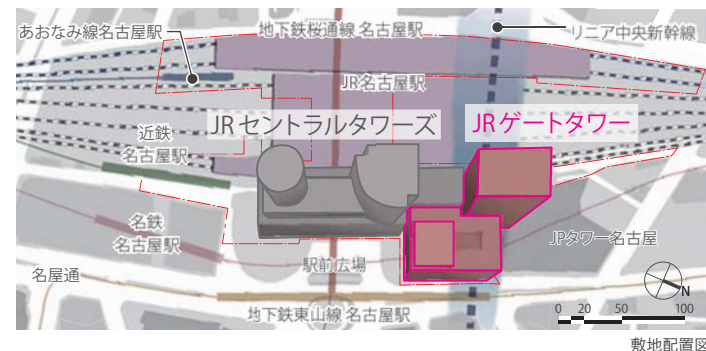 地下鉄桜通線 名古屋駅
あおなみ線名古屋駅
リニア中央新幹線
JR名古屋駅
JRセントラルタワーズ
JRゲートタワー
近鉄
名古屋駅
名鉄
名古屋駅
JPタワー名古屋
駅前広場
名屋通
地下鉄東山線 名古屋駅
N
0 20 50 100
敷地配置図